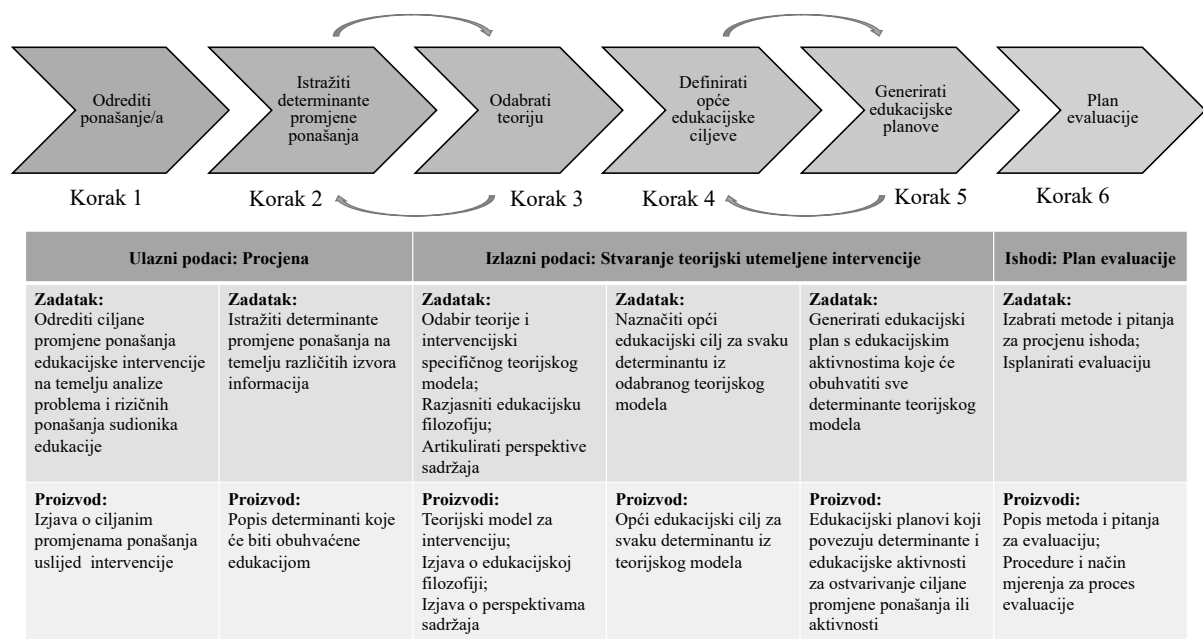 Odrediti
ponašanje/a
Istražiti
determinante
promjene
ponašanja
Odabrati
teoriju
Definirati
opće
edukacijske
ciljeve
Generirati
edukacijske
planove
Plan
evaluacije
Korak 1
Korak 2
Korak 3
Korak 4
Korak 5
Korak 6
Ulazni podaci: Procjena
Izlazni podaci: Stvaranje teorijski utemeljene intervencije
Ishodi: Plan evaluacije
Zadatak:
Odrediti ciljane
promjene ponašanja
edukacijske intervencije
na temelju analize
problema i rizičnih
ponašanja sudionika
edukacije
Zadatak:
Istražiti determinante
promjene ponašanja na
temelju različitih izvora
informacija
Zadatak:
Odabir teorije i
intervencijski
specifičnog teorijskog
modela;
Razjasniti edukacijsku
filozofiju;
Artikulirati perspektive
sadržaja
Zadatak:
Naznačiti opći
edukacijski cilj za svaku
determinantu iz
odabranog teorijskog
modela
Zadatak:
Generirati edukacijski
plan s edukacijskim
aktivnostima koje će
obuhvatiti sve
determinante teorijskog
modela
Zadatak:
Izabrati metode i pitanja
za procjenu ishoda;
Isplanirati evaluaciju
Proizvod:
Izjava o ciljanim
promjenama ponašanja
uslijed intervencije
Proizvod:
Popis determinanti koje
će biti obuhvaćene
edukacijom
Proizvodi:
Teorijski model za
intervenciju;
Izjava o edukacijskoj
filozofiji;
Izjava o perspektivama
sadržaja
Proizvod:
Opći edukacijski cilj za
svaku determinantu iz
teorijskog modela
Proizvod:
Edukacijski planovi koji
povezuju determinante i
edukacijske aktivnosti
za ostvarivanje ciljane
promjene ponašanja ili
aktivnosti
Proizvodi:
Popis metoda i pitanja
za evaluaciju;
Procedure i način
mjerenja za proces
evaluacije